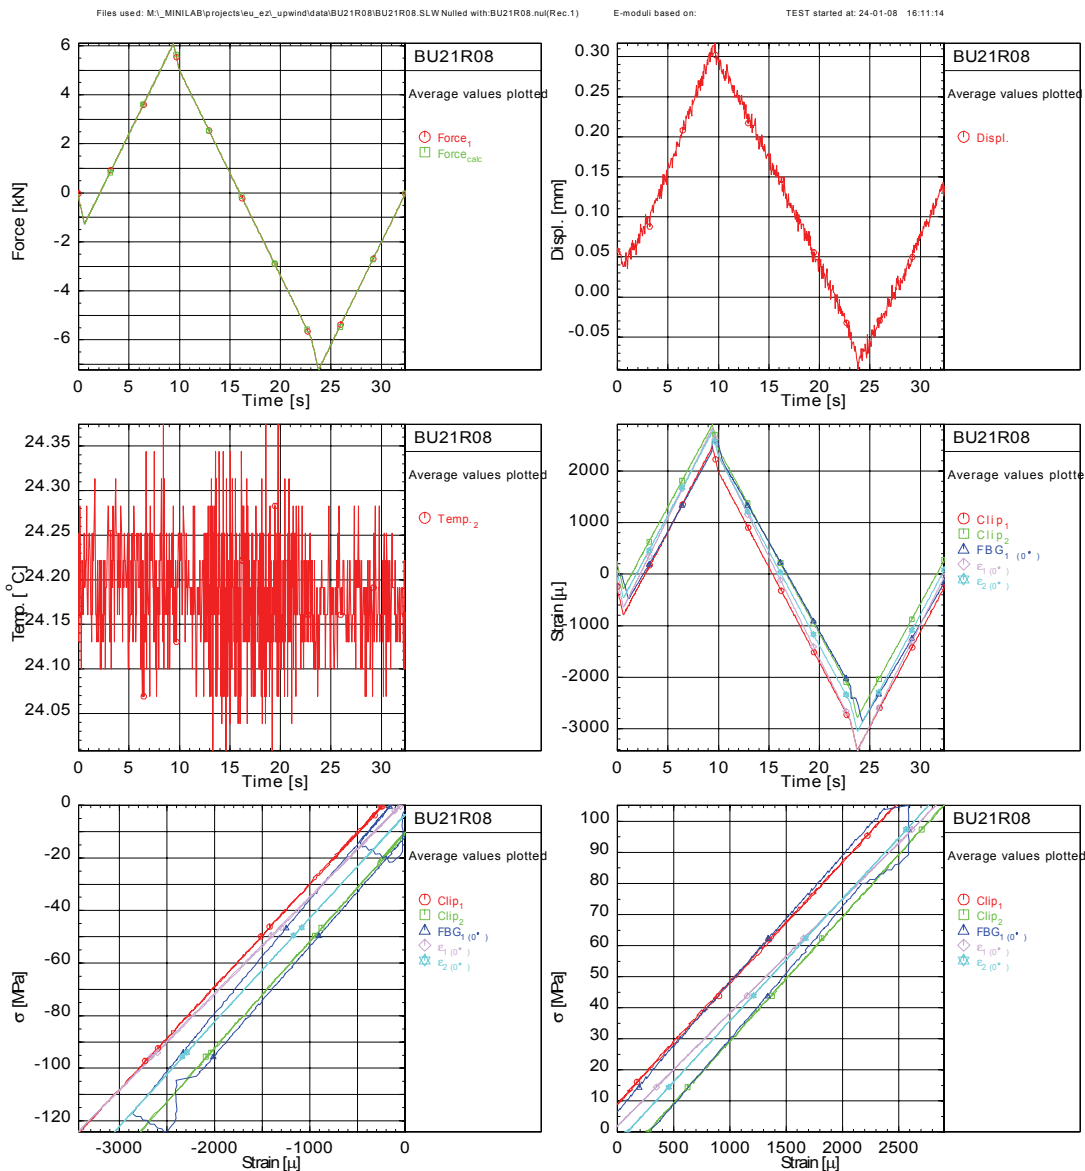 Files used: M:\_MINILAB\projects\eu_ez\_upwind\data\BU21R08\BU21R08.SLW Nulled with:BU21R08.nul(Rec.1) E-moduli based on: TEST started at: 24-01-08 16:11:14
BU21R08
Average values plotted
Force1
Forcecalc
Force [kN]
6
4
2
0
-2
-4
-6
0 5 10 15 20 25 30
Time [s]
BU21R08
Average values plotted
Displ.
Displ. [mm]
0.30
0.25
0.20
0.15
0.10
0.05
0.00
-0.05
0 5 10 15 20 25 30
Time [s]
BU21R08
Average values plotted
Temp.2
Temp. [°C]
24.35
24.30
24.25
24.20
24.15
24.10
24.05
0 5 10 15 20 25 30
Time [s]
BU21R08
Average values plotted
Clip1
Clip2
FBG1 (0°)
ε1 (0°)
ε2 (0°)
Strain [μ]
2000
1000
0
-1000
-2000
-3000
0 5 10 15 20 25 30
Time [s]
BU21R08
Average values plotted
Clip1
Clip2
FBG1 (0°)
ε1 (0°)
ε2 (0°)
σ [MPa]
0
-20
-40
-60
-80
-100
-120
-3000 -2000 -1000 0
Strain [μ]
BU21R08
Average values plotted
Clip1
Clip2
FBG1 (0°)
ε1 (0°)
ε2 (0°)
σ [MPa]
100
90
80
70
60
50
40
30
20
10
0
0 500 1000 1500 2000 2500
Strain [μ]